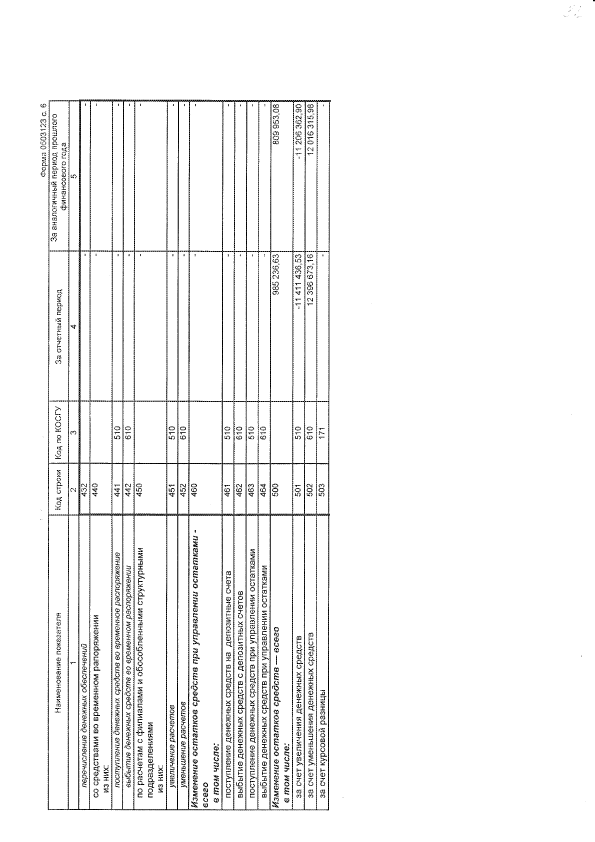 Форма 0503123 с. 6
Наименование показателя Код строки Код по КОСГУ За отчетный период За аналогичный период прошлого
финансового года
1 2 3 4 5
перечисление денежных обеспечений 432 - -
со средствами во временном рапоряжении 440 - -
из них:
поступление денежных средств во временное распоряжение 441 510 - -
выбытие денежных средств во временном распоряжении 442 610 - -
по расчетам с филиалами и обособленными структурными 450 - -
подразделениями
из них:
увеличение расчетов 451 510 - -
уменьшение расчетов 452 610 - -
Изменение остатков средств при управлении остатками - 460 - -
всего
в том числе:
поступление денежных средств на депозитные счета 461 510 - -
выбытие денежных средств с депозитных счетов 462 610 - -
поступление денежных средств при управлении остатками 463 510 - -
выбытие денежных средств при управлении остатками 464 610 - -
Изменение остатков средств — всего 500 985 236,63 809 953,08
в том числе:
за счет увеличения денежных средств 501 510 -11 411 436,53 -11 206 362,90
за счет уменьшения денежных средств 502 610 12 396 673,16 12 016 315,98
за счет курсовой разницы 503 171 - -